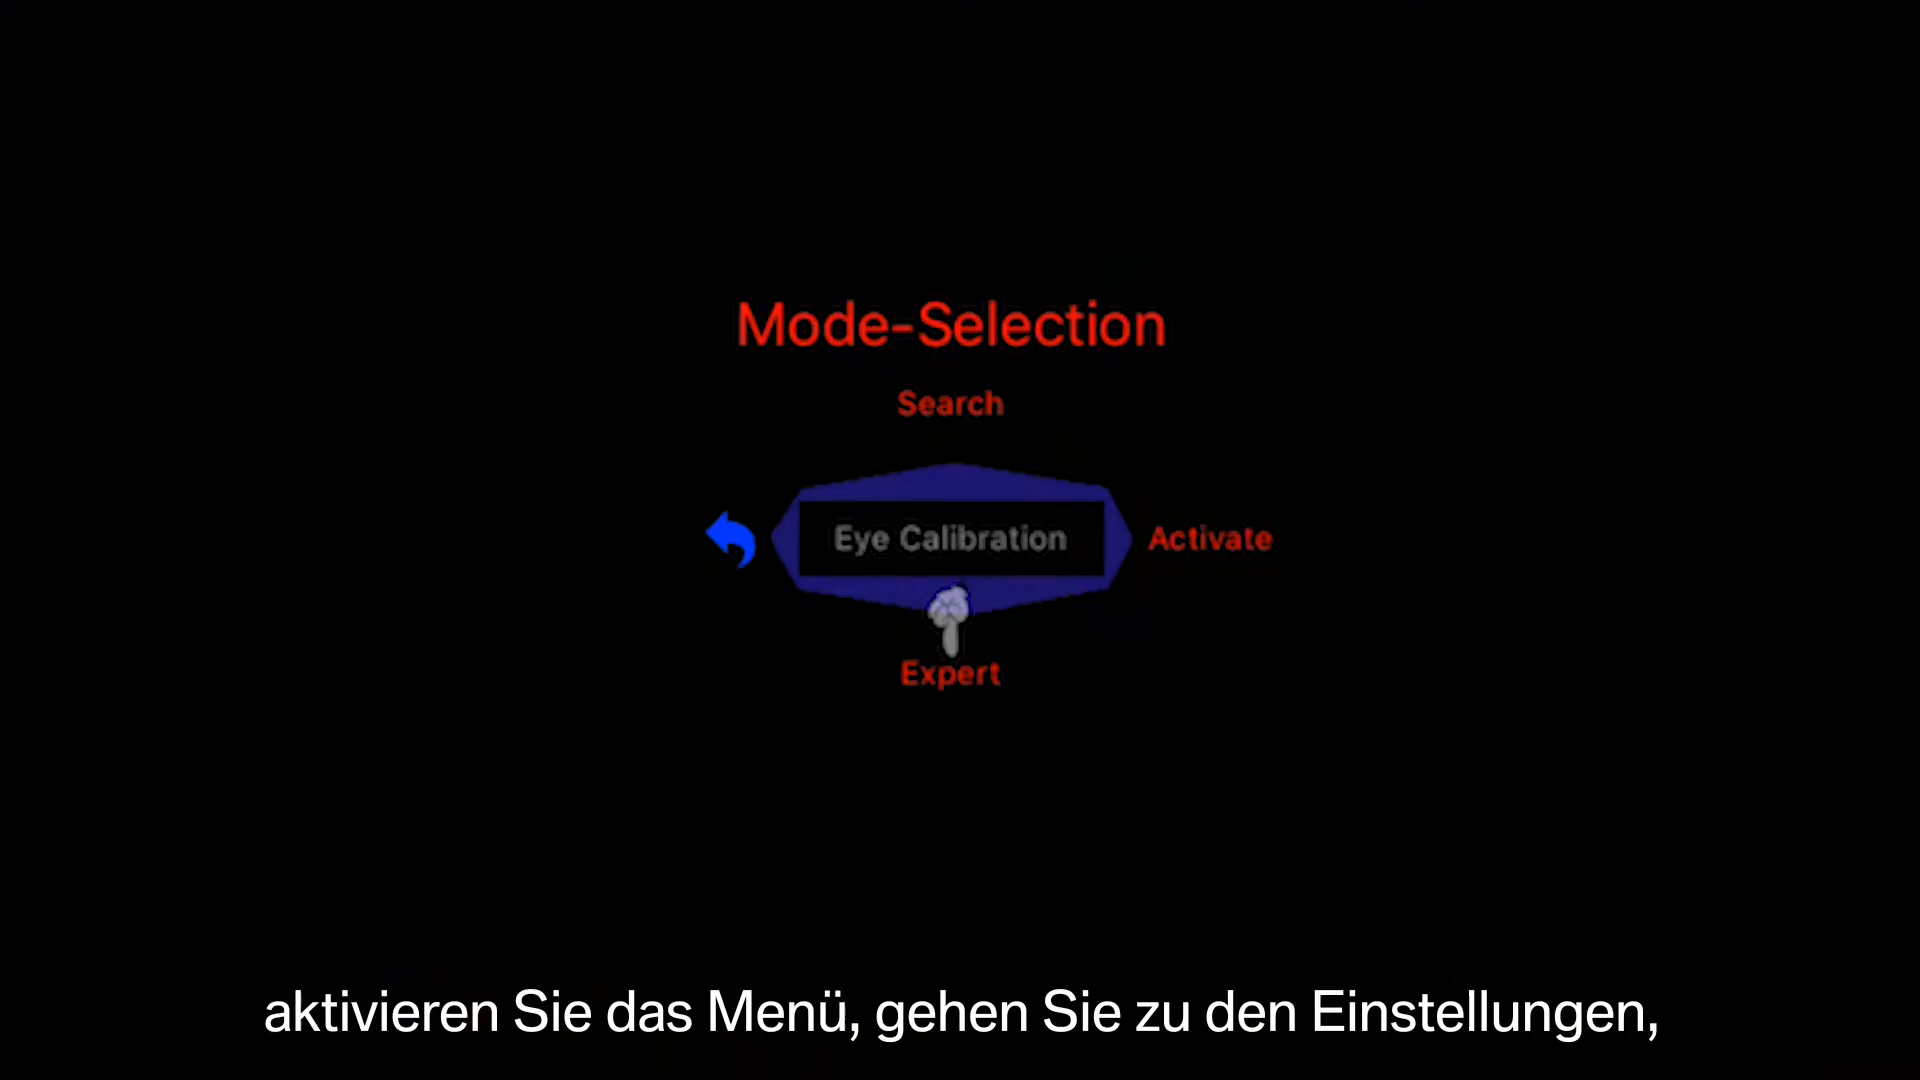 Mode-Selection
Search
Eye Calibration
Activate
Expert
aktivieren Sie das Menü, gehen Sie zu den Einstellungen,